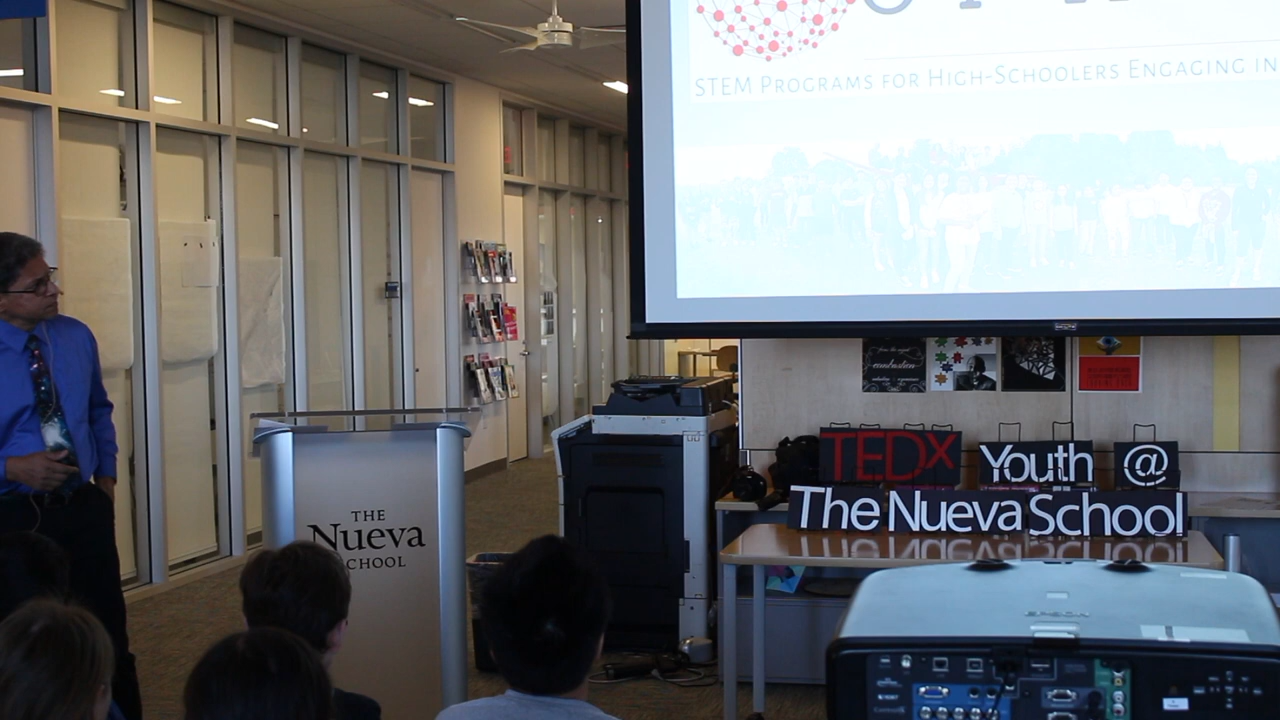 STEM PROGRAMS FOR HIGH-SCHOOLERS ENGAGING IN
TEDx Youth @
The Nueva School
THE
Nueva
SCHOOL
EPSON